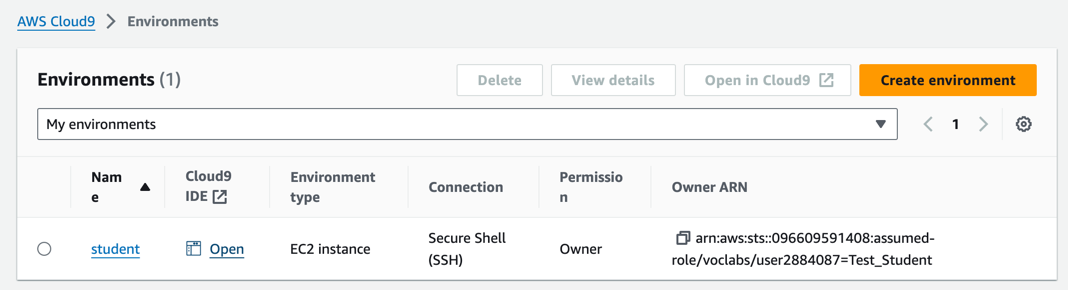 AWS Cloud9 > Environments
Environments (1)
Delete
View details
Open in Cloud9
Create environment
My environments
1
Nam
e
Cloud9
IDE
Environment
type
Connection
Permissio
n
Owner ARN
student
Open
EC2 instance
Secure Shell
(SSH)
Owner
arn:aws:sts::096609591408:assumed-
role/voclabs/user2884087=Test_Student